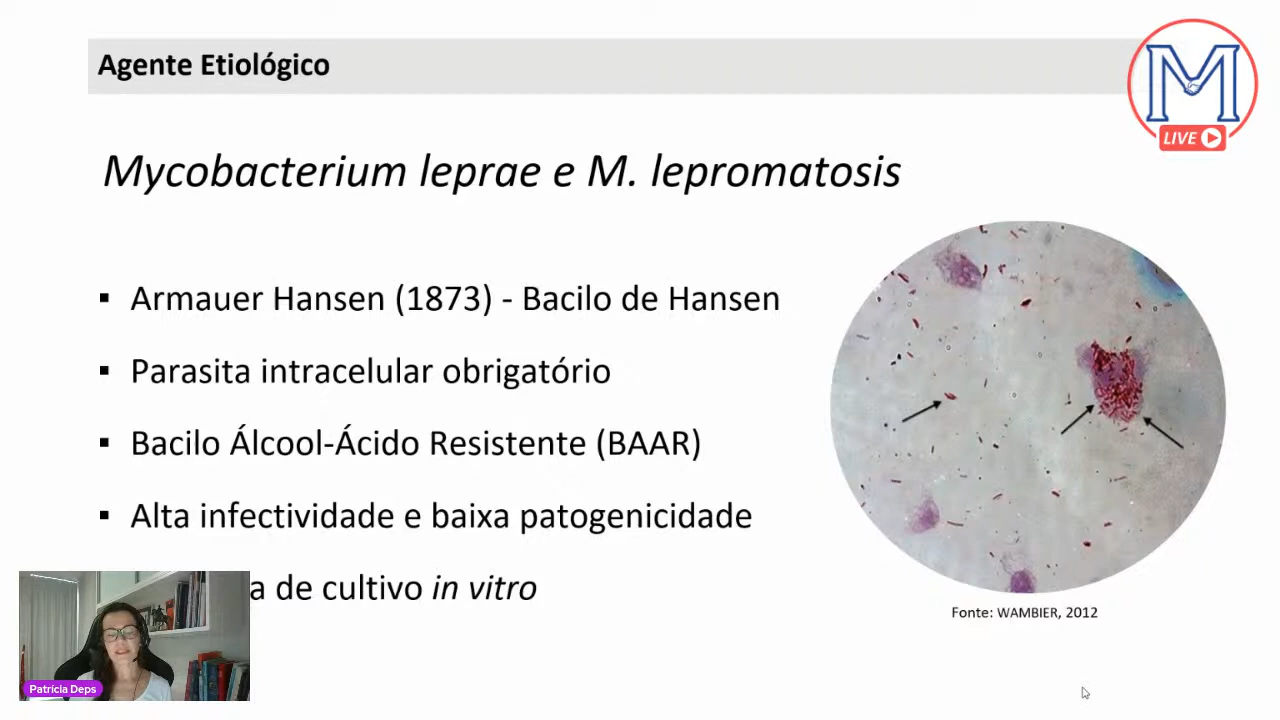 Agente Etiológico
M
LIVE
Mycobacterium leprae e M. lepromatosis
▪ Armauer Hansen (1873) - Bacilo de Hansen
▪ Parasita intracelular obrigatório
▪ Bacilo Álcool-Ácido Resistente (BAAR)
▪ Alta infectividade e baixa patogenicidade
de cultivo in vitro
Fonte: WAMBIER, 2012
Patrícia Deps